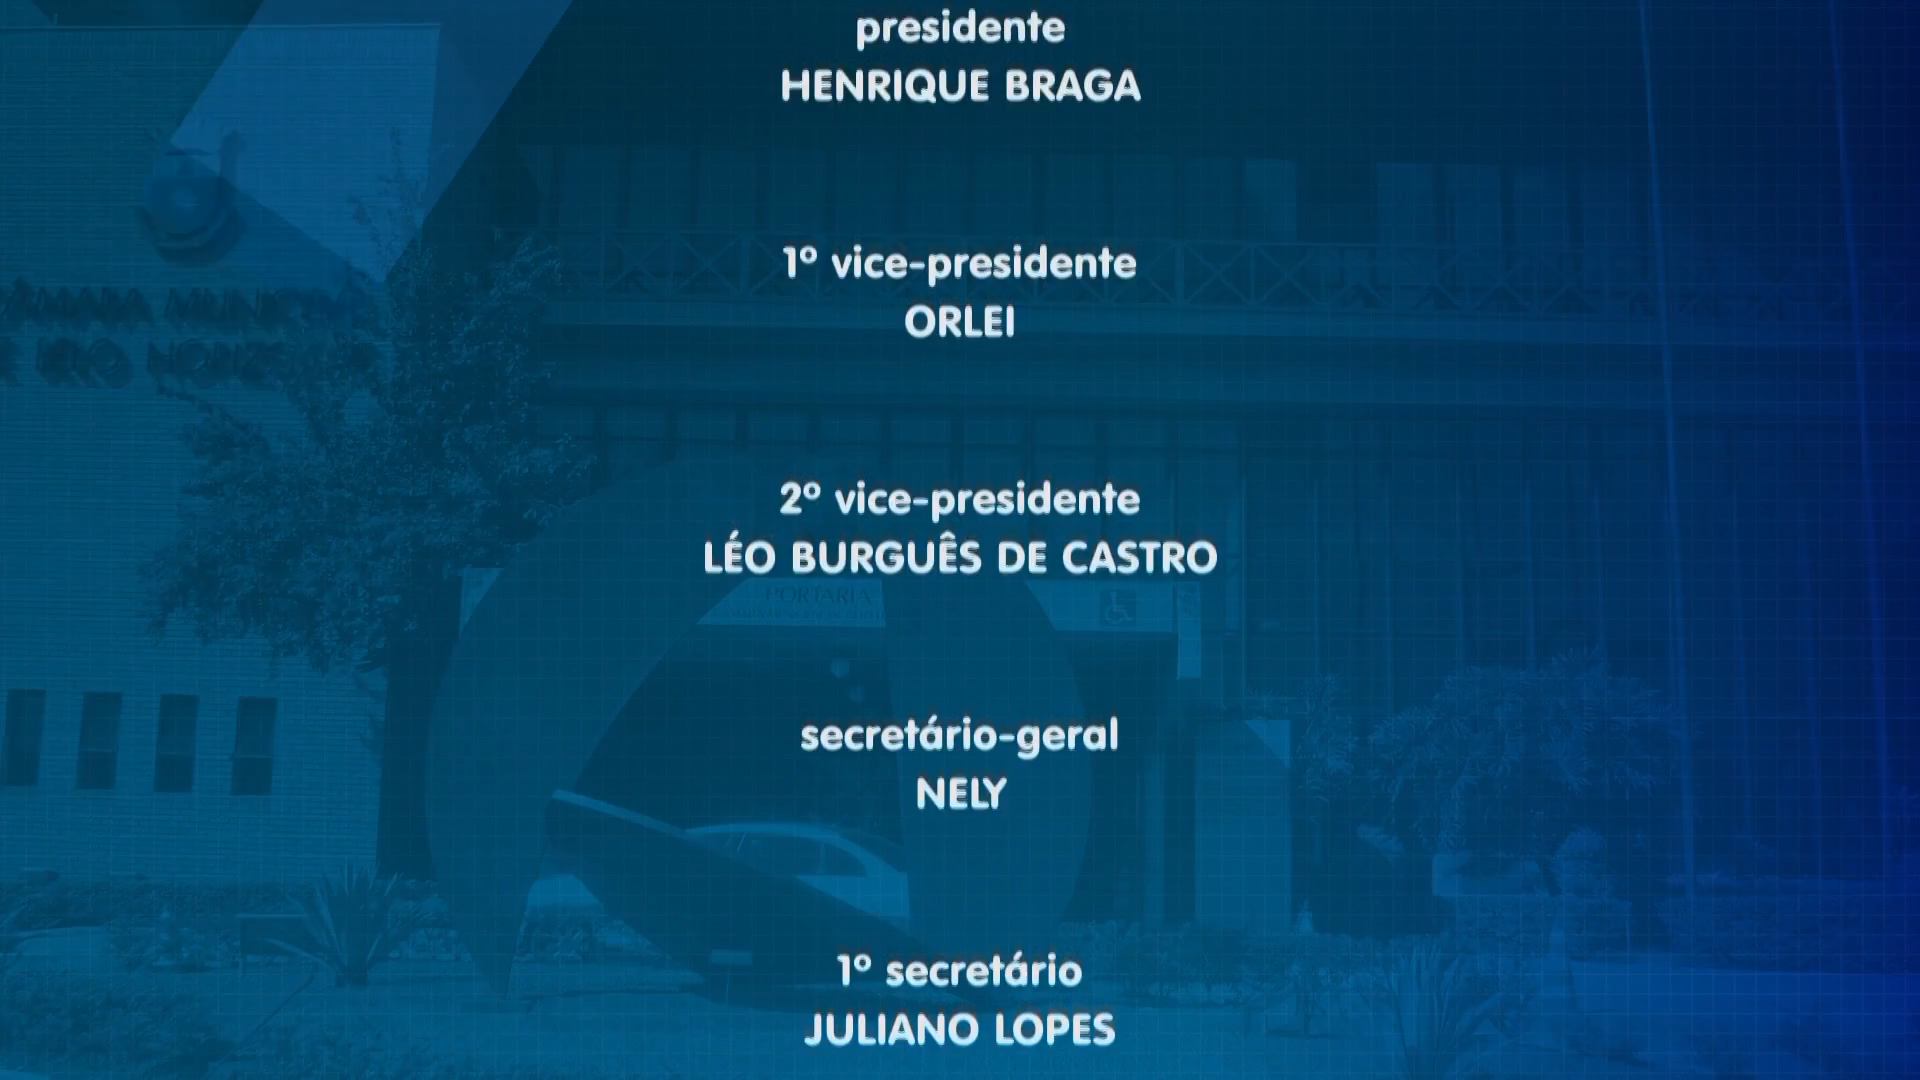 presidente
HENRIQUE BRAGA
1º vice-presidente
ORLEI
2º vice-presidente
LÉO BURGUÊS DE CASTRO
secretário-geral
NELY
1º secretário
JULIANO LOPES
PORTARIA